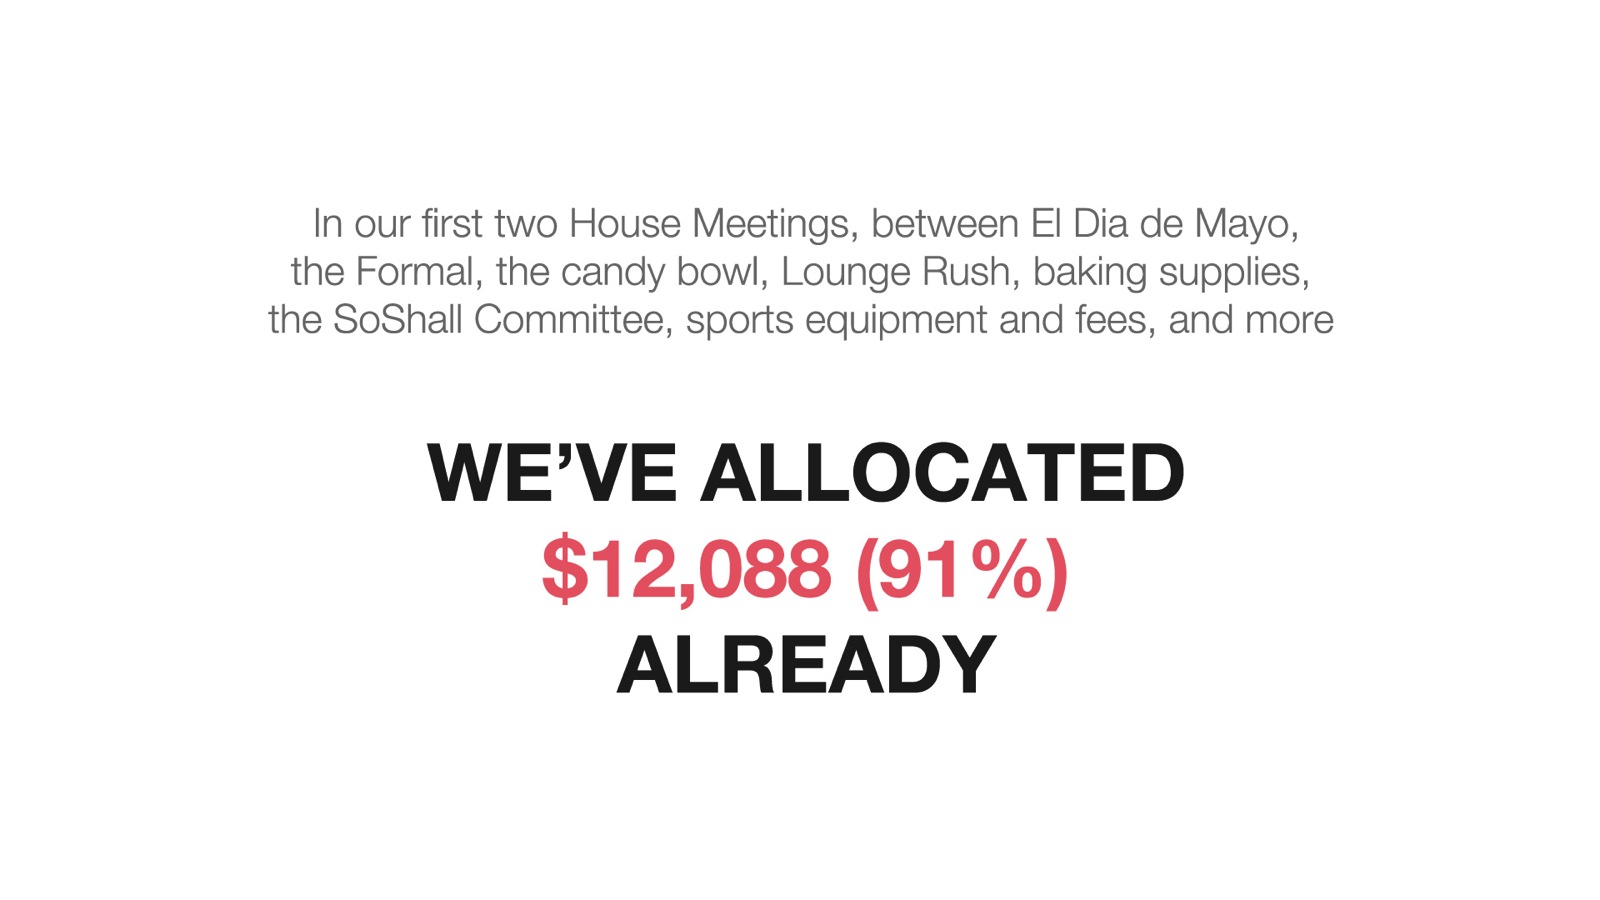 In our first two House Meetings, between El Dia de Mayo,
the Formal, the candy bowl, Lounge Rush, baking supplies,
the SoShall Committee, sports equipment and fees, and more
WE’VE ALLOCATED
$12,088 (91%)
ALREADY